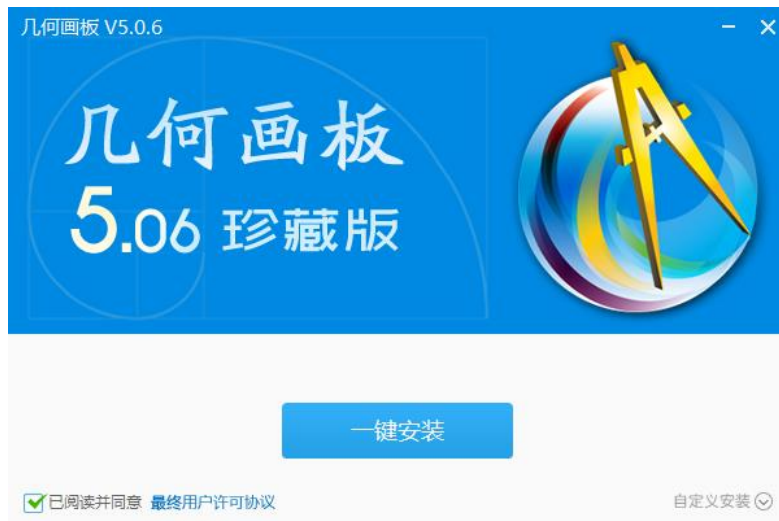 几何画板 V5.0.6
几何画板
5.06 珍藏版
一键安装
已阅读并同意 最终用户许可协议
自定义安装